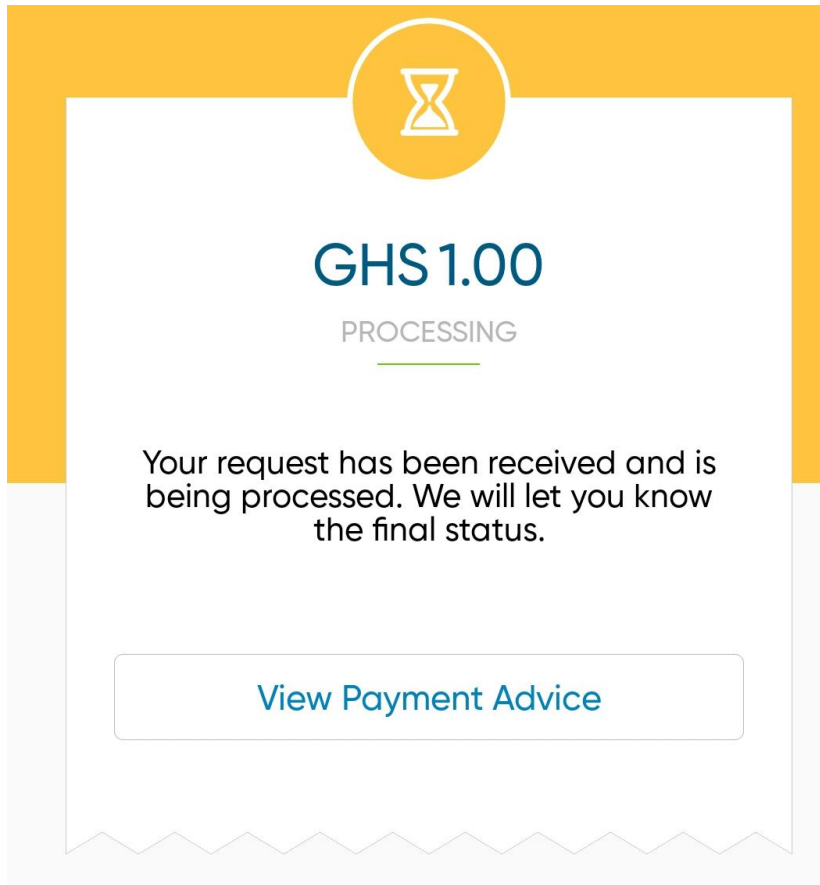 GHS 1.00
PROCESSING
Your request has been received and is
being processed. We will let you know
the final status.
View Payment Advice